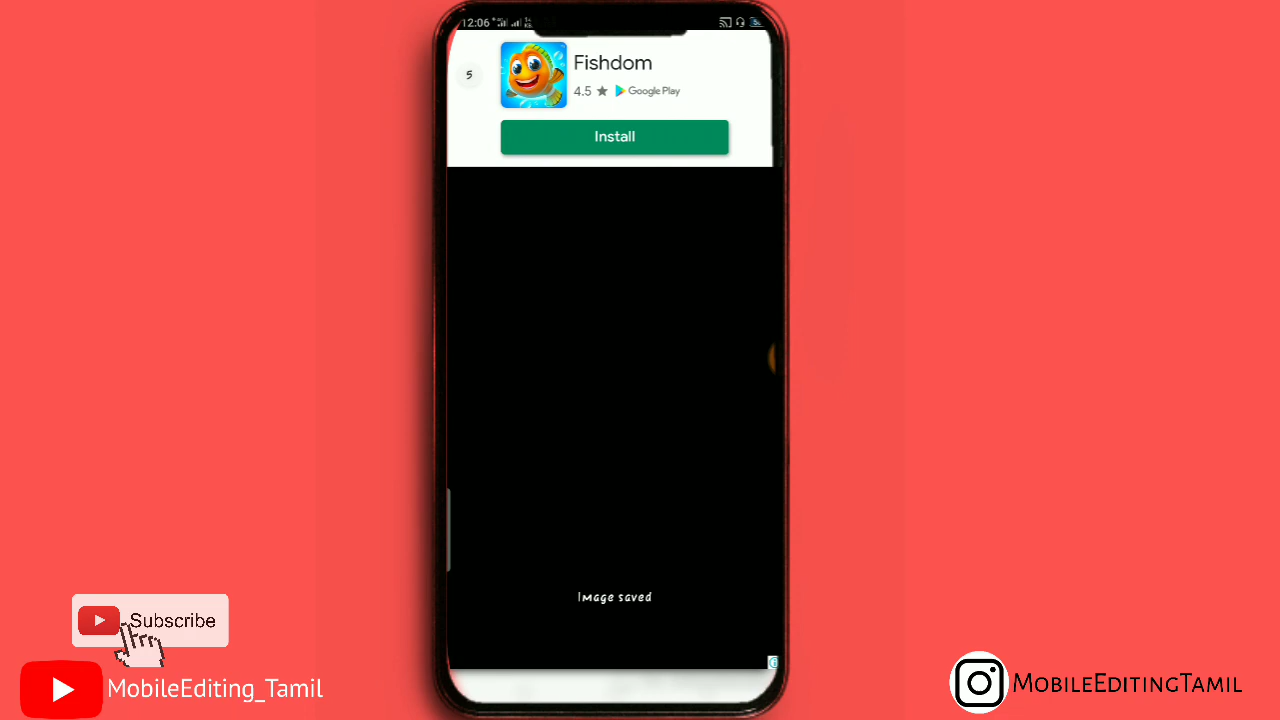 12:06
Fishdom
5
4.5 ★ Google Play
Install
Image saved
Subscribe
MobileEditing_Tamil
MobileEditingTamil